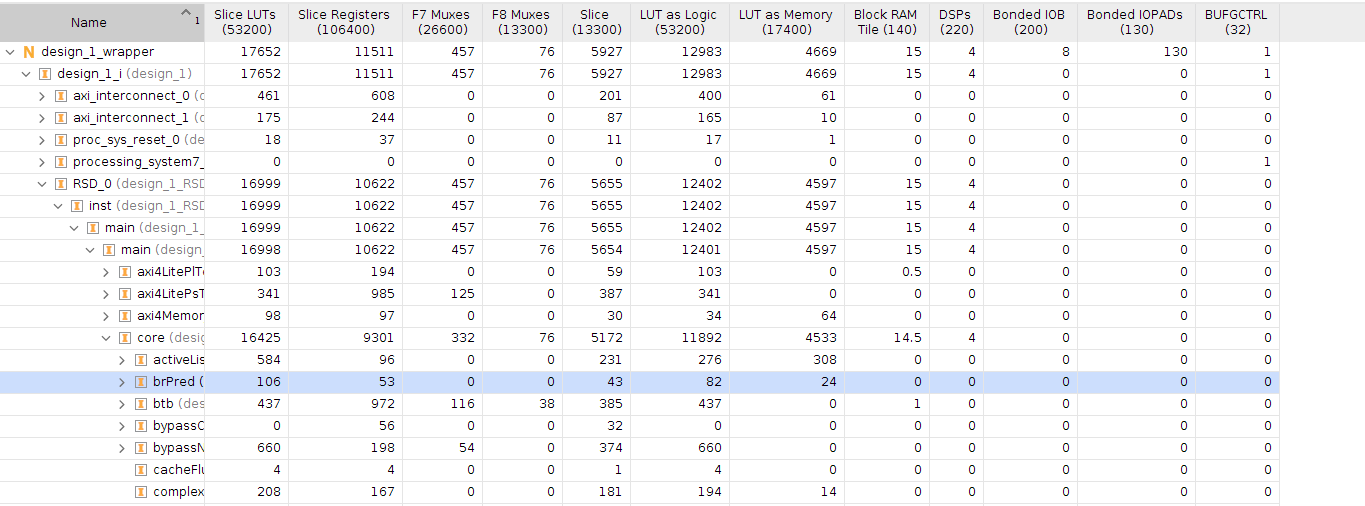 Name 1 Slice LUTs (53200) Slice Registers (106400) F7 Muxes (26600) F8 Muxes (13300) Slice (13300) LUT as Logic (53200) LUT as Memory (17400) Block RAM Tile (140) DSPs (220) Bonded IOB (200) Bonded IOPADs (130) BUFGCTRL (32)
N design_1_wrapper 17652 11511 457 76 5927 12983 4669 15 4 8 130 1
design_1_i (design_1) 17652 11511 457 76 5927 12983 4669 15 4 0 0 1
axi_interconnect_0 (d 461 608 0 0 201 400 61 0 0 0 0 0
axi_interconnect_1 (d 175 244 0 0 87 165 10 0 0 0 0 0
proc_sys_reset_0 (de 18 37 0 0 11 17 1 0 0 0 0 0
processing_system7_ 0 0 0 0 0 0 0 0 0 0 0 1
RSD_0 (design_1_RSD 16999 10622 457 76 5655 12402 4597 15 4 0 0 0
inst (design_1_RSD 16999 10622 457 76 5655 12402 4597 15 4 0 0 0
main (design_1_ 16999 10622 457 76 5655 12402 4597 15 4 0 0 0
main (design_ 16998 10622 457 76 5654 12401 4597 15 4 0 0 0
axi4LitePlTo 103 194 0 0 59 103 0 0.5 0 0 0 0
axi4LitePsT 341 985 125 0 387 341 0 0 0 0 0 0
axi4Memor 98 97 0 0 30 34 64 0 0 0 0 0
core (desig 16425 9301 332 76 5172 11892 4533 14.5 4 0 0 0
activeLis 584 96 0 0 231 276 308 0 0 0 0 0
brPred ( 106 53 0 0 43 82 24 0 0 0 0 0
btb (des 437 972 116 38 385 437 0 1 0 0 0 0
bypassC 0 56 0 0 32 0 0 0 0 0 0 0
bypassN 660 198 54 0 374 660 0 0 0 0 0 0
cacheFlu 4 4 0 0 1 4 0 0 0 0 0 0
complex 208 167 0 0 181 194 14 0 0 0 0 0